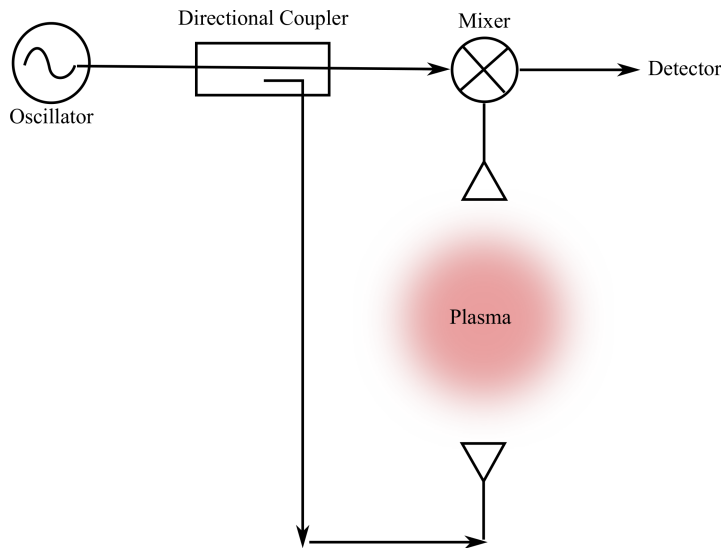 Directional Coupler
Mixer
Detector
Oscillator
Plasma